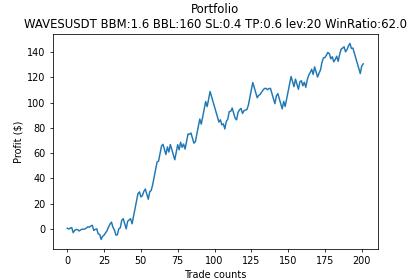 Portfolio
WAVESUSDT BBM:1.6 BBL:160 SL:0.4 TP:0.6 lev:20 WinRatio:62.0
Profit ($)
140
120
100
80
60
40
20
0
0 25 50 75 100 125 150 175 200
Trade counts